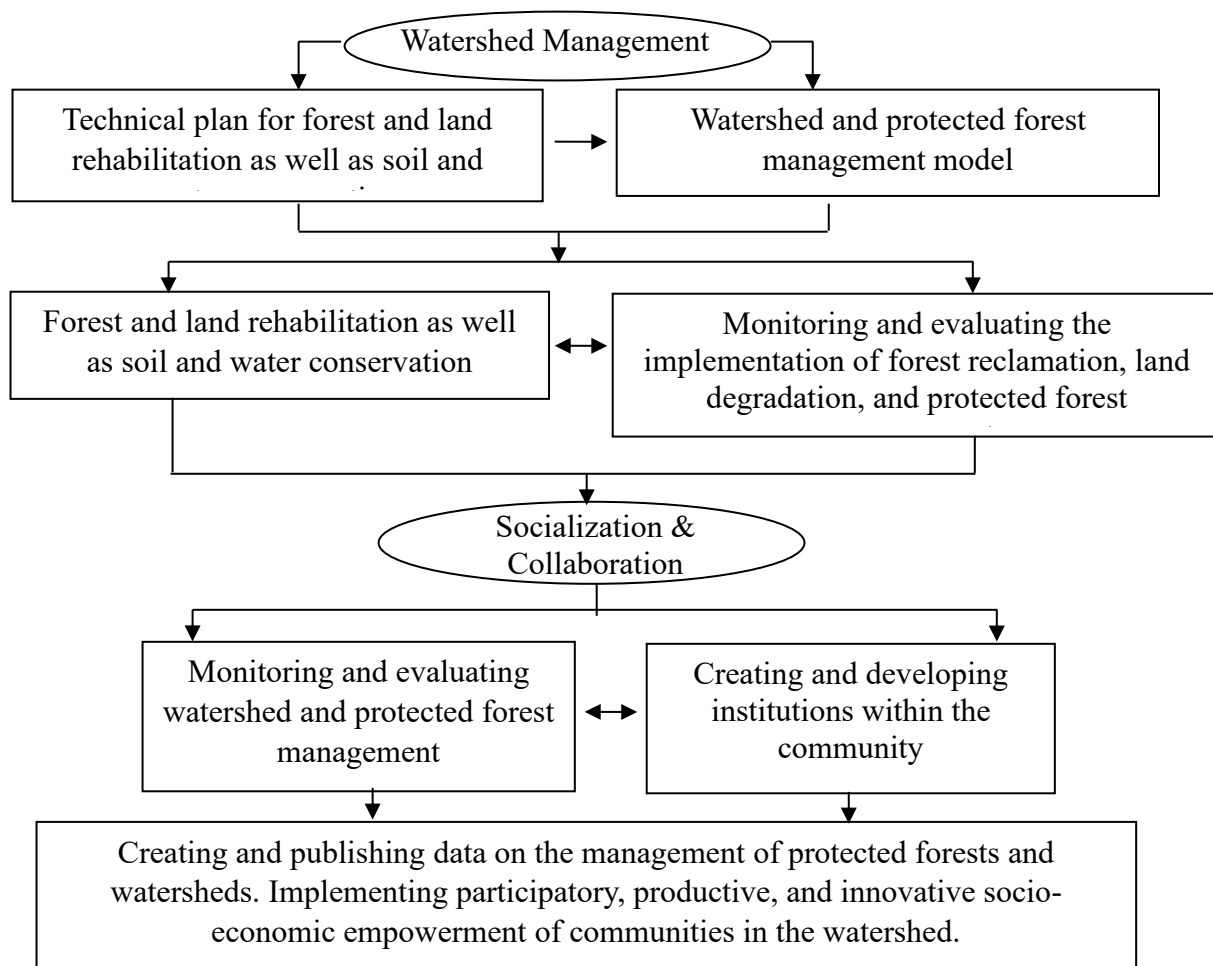 Watershed Management
Technical plan for forest and land
rehabilitation as well as soil and
Watershed and protected forest
management model
Forest and land rehabilitation as well
as soil and water conservation
Monitoring and evaluating the
implementation of forest reclamation, land
degradation, and protected forest
Socialization &
Collaboration
Monitoring and evaluating
watershed and protected forest
management
Creating and developing
institutions within the
community
Creating and publishing data on the management of protected forests and
watersheds. Implementing participatory, productive, and innovative socio-
economic empowerment of communities in the watershed.